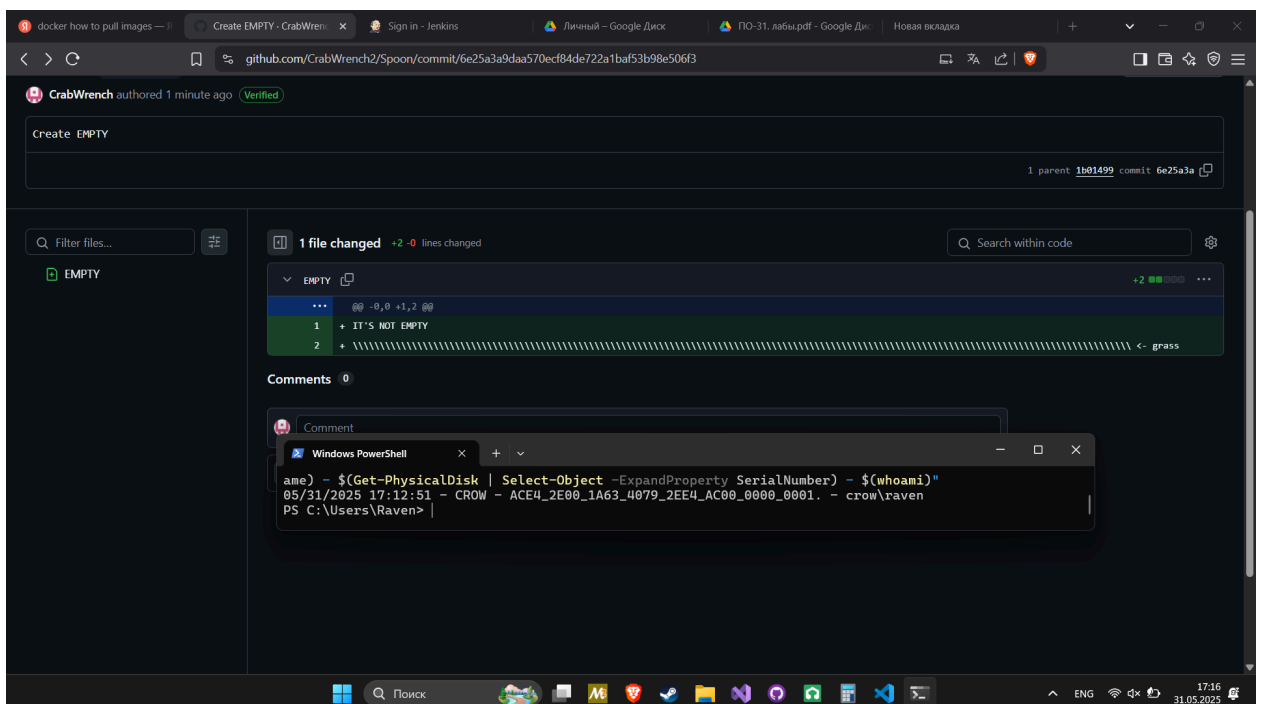 docker how to pull images — Я
Create EMPTY · CrabWrenc
Sign in - Jenkins
Личный – Google Диск
ПО-31. лабы.pdf - Google Дис
Новая вкладка
github.com/CrabWrench2/Spoon/commit/6e25a3a9daa570ecf84de722a1baf53b98e506f3
CrabWrench authored 1 minute ago Verified
Create EMPTY
1 parent 1b01499 commit 6e25a3a
Filter files...
1 file changed +2 -0 lines changed
Search within code
EMPTY
EMPTY
+2
@@ -0,0 +1,2 @@
1 + IT'S NOT EMPTY
2 + \\\\\\\\\\\\\\\\\\\\\\\\\\\\\\\\\\\\\\\\\\\\\\\\\\\\\\\\\\\\\\\\\\\\\\\\\\\\\\\\\\\\\\\\\\\\\\\\\\\\\\\\\\\\\\\\\\\\\\\ <- grass
Comments 0
Comment
Windows PowerShell
ame) - $(Get-PhysicalDisk | Select-Object -ExpandProperty SerialNumber) - $(whoami)"
05/31/2025 17:12:51 - CROW - ACE4_2E00_1A63_4079_2EE4_AC00_0000_0001. - crow\raven
PS C:\Users\Raven>
Поиск
ENG
17:16
31.05.2025